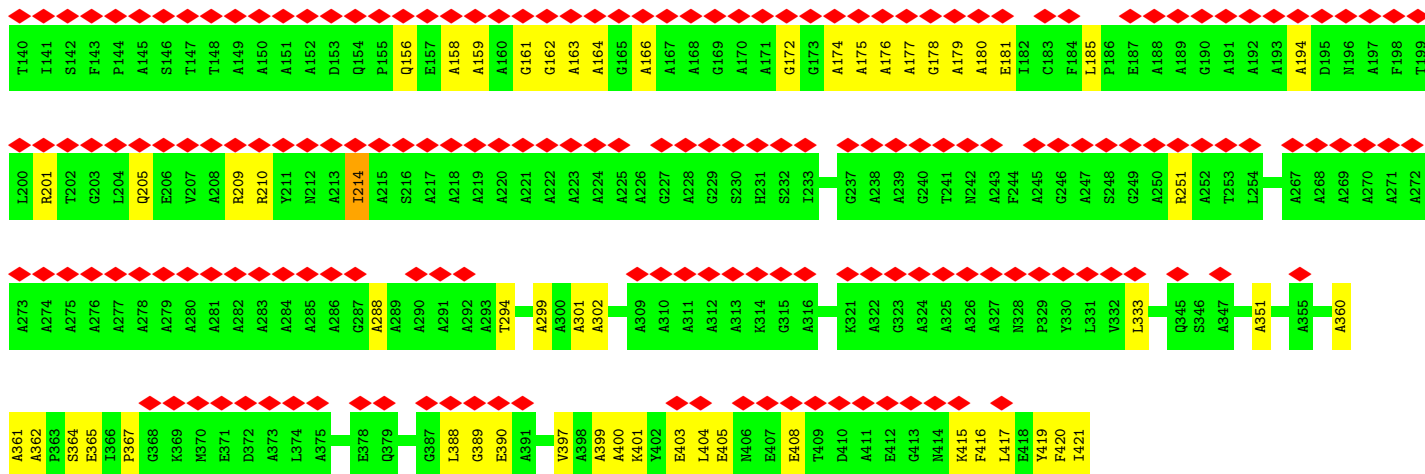 T140 I141 S142 F143 P144 A145 S146 T147 T148 A149 A150 A151 A152 D153 Q154 P155 Q156 E157 A158 A159 A160 G161 G162 A163 A164 G165 A166 A167 A168 G169 A170 A171 G172 G173 A174 A175 A176 A177 G178 A179 A180 E181 I182 C183 F184 L185 P186 E187 A188 A189 G190 A191 A192 A193 A194 D195 N196 A197 F198 T199
L200 R201 T202 G203 L204 Q205 E206 V207 A208 R209 R210 Y211 N212 A213 I214 A215 S216 A217 A218 A219 A220 A221 A222 A223 A224 A225 A226 G227 A228 G229 S230 H231 S232 I233 G237 A238 A239 G240 T241 N242 A243 F244 A245 G246 A247 S248 G249 A250 R251 A252 T253 L254 A267 A268 A269 A270 A271 A272
A273 A274 A275 A276 A277 A278 A279 A280 A281 A282 A283 A284 A285 A286 G287 A288 A289 A290 A291 A292 A293 T294 A299 A300 A301 A302 A309 A310 A311 A312 A313 K314 G315 A316 K321 A322 G323 A324 A325 A326 A327 N328 P329 Y330 L331 V332 L333 Q345 S346 A347 A351 A355 A360
A361 A362 P363 S364 E365 I366 P367 G368 K369 M370 E371 D372 A373 L374 A375 E378 Q379 G387 L388 G389 E390 A391 V397 A398 A399 A400 K401 Y402 E403 L404 E405 N406 E407 E408 T409 D410 A411 E412 G413 N414 K415 F416 L417 E418 Y419 F420 I421